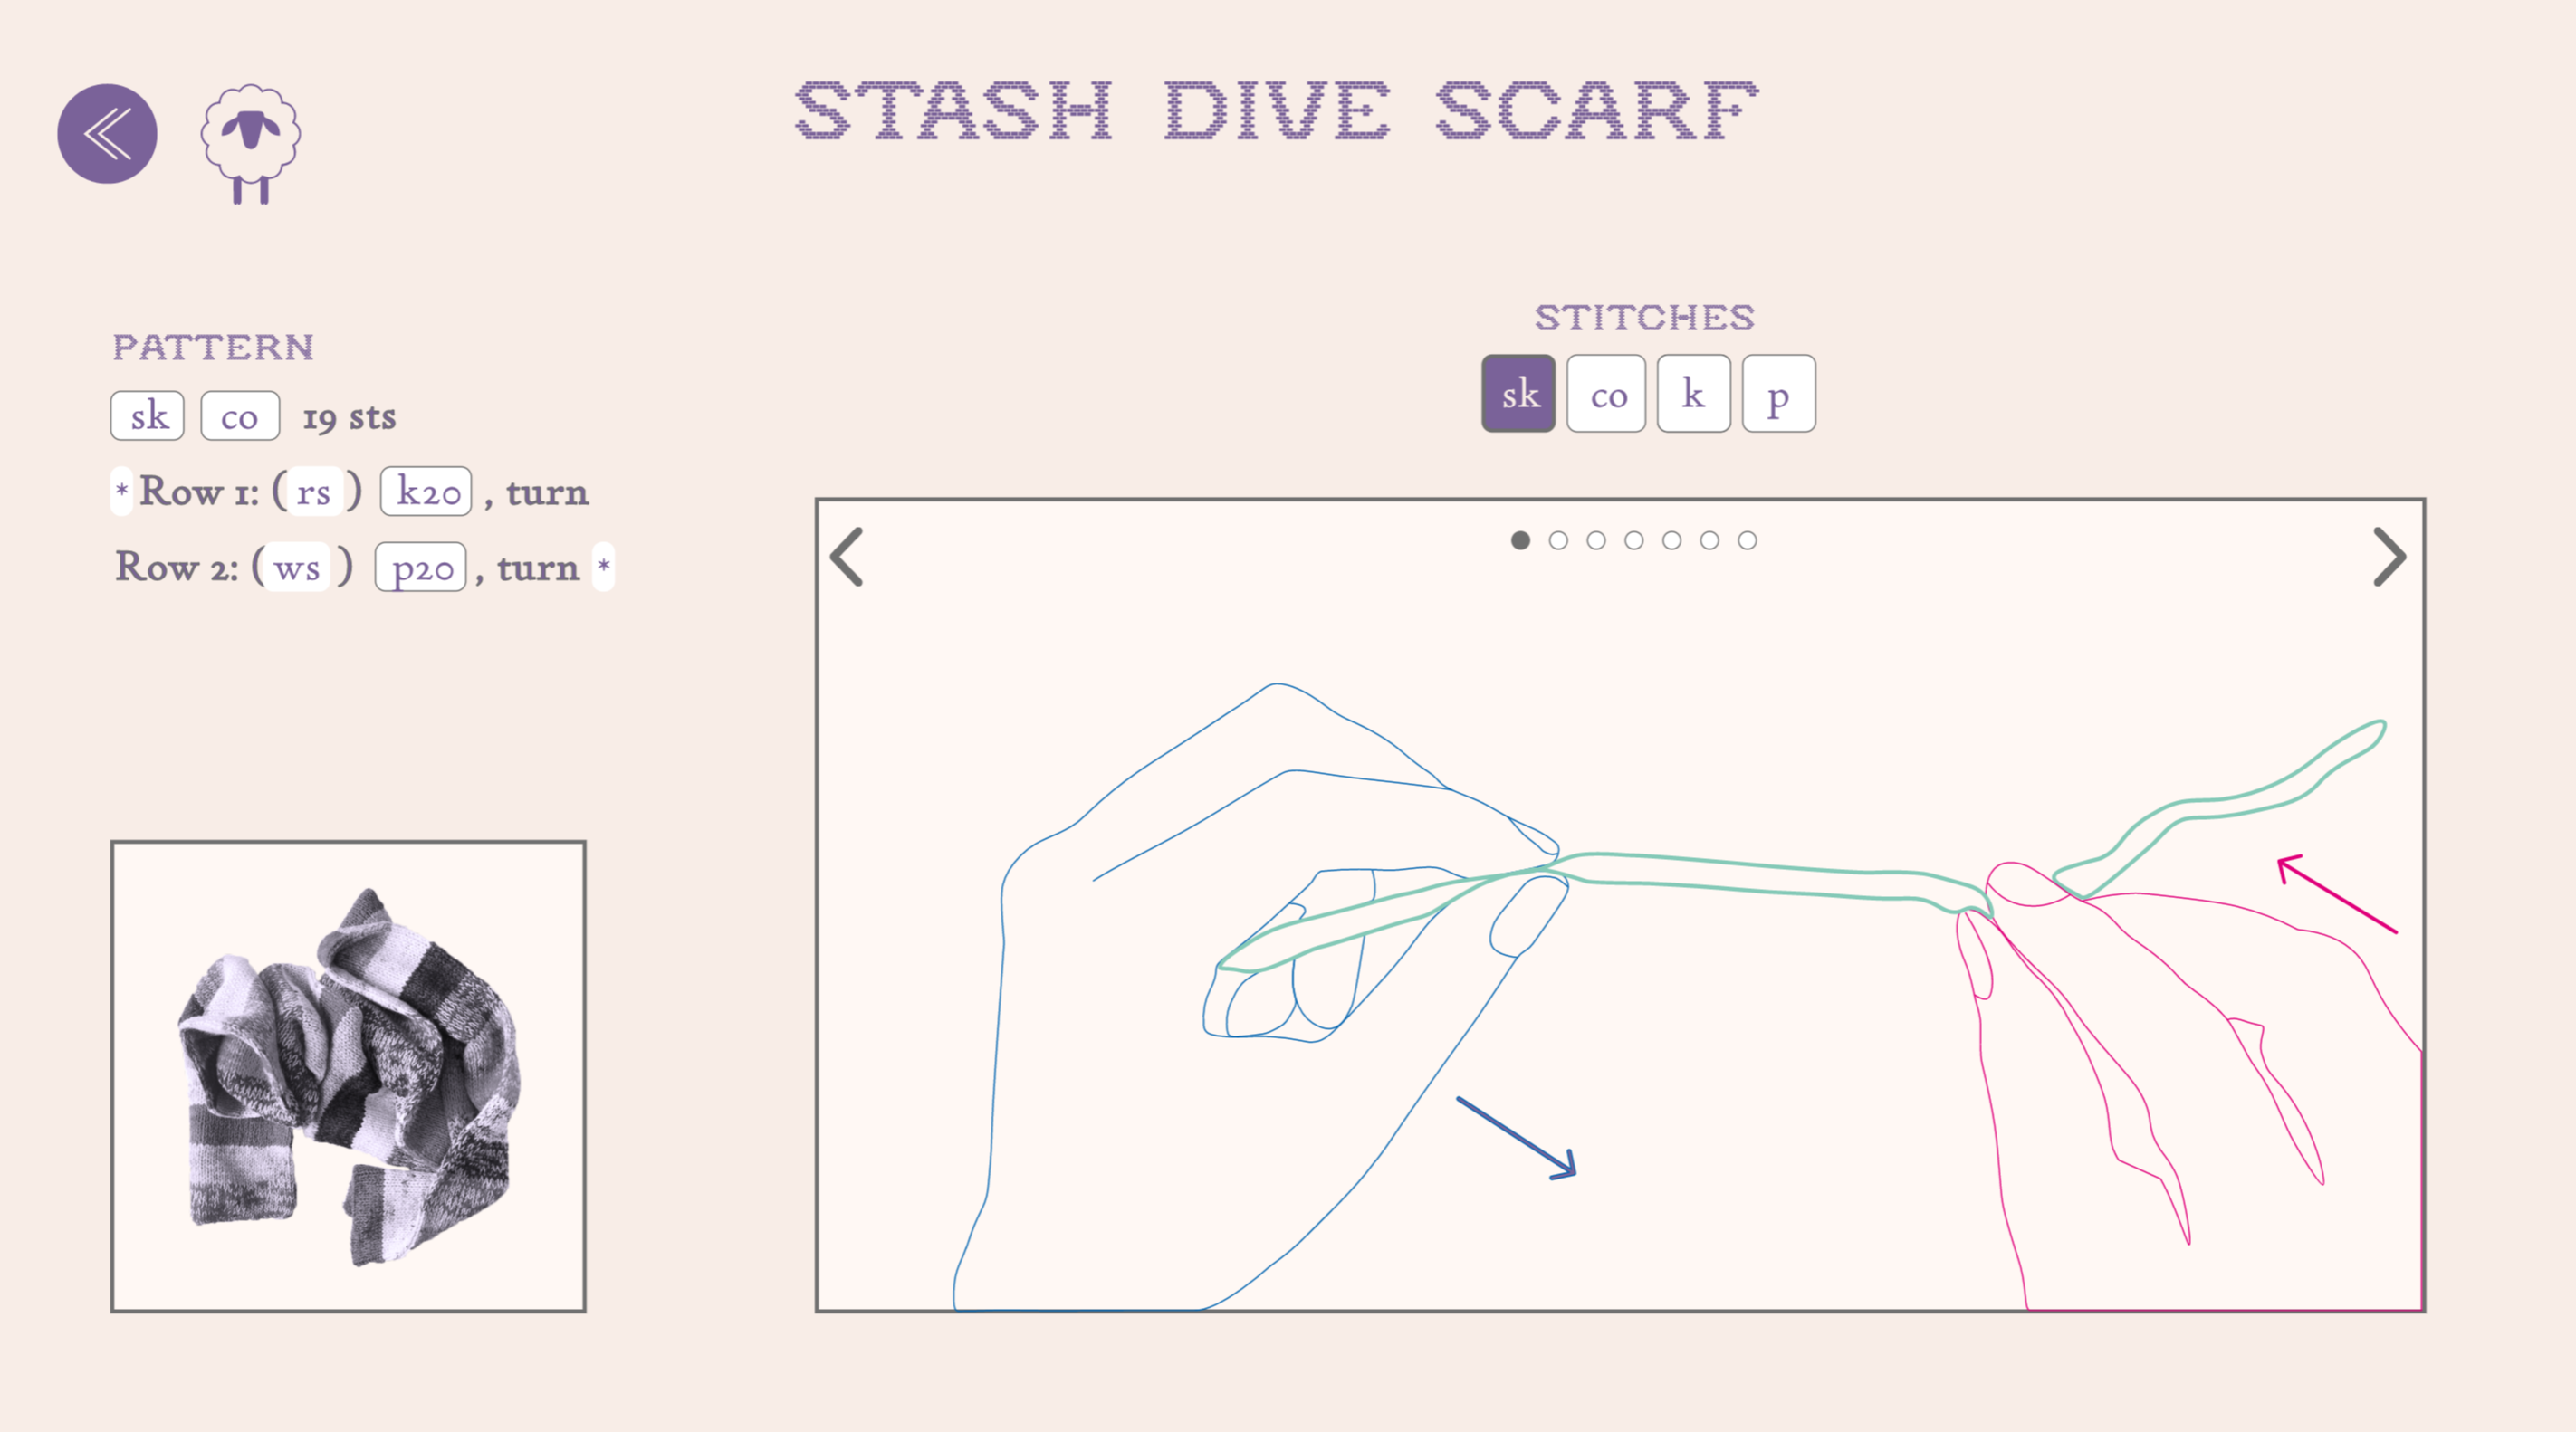 STASH DIVE SCARF
PATTERN
sk co 19 sts
* Row 1: (rs) k20, turn
Row 2: (ws) p20, turn *
STITCHES
sk co k p